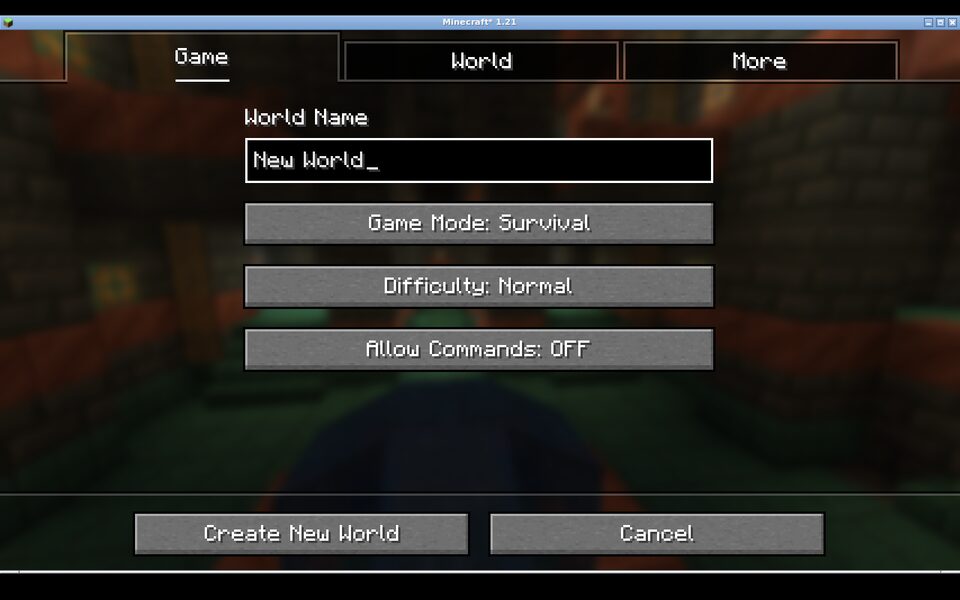 Minecraft* 1.21
Game
World
More
World Name
New World_
Game Mode: Survival
Difficulty: Normal
Allow Commands: OFF
Create New World
Cancel